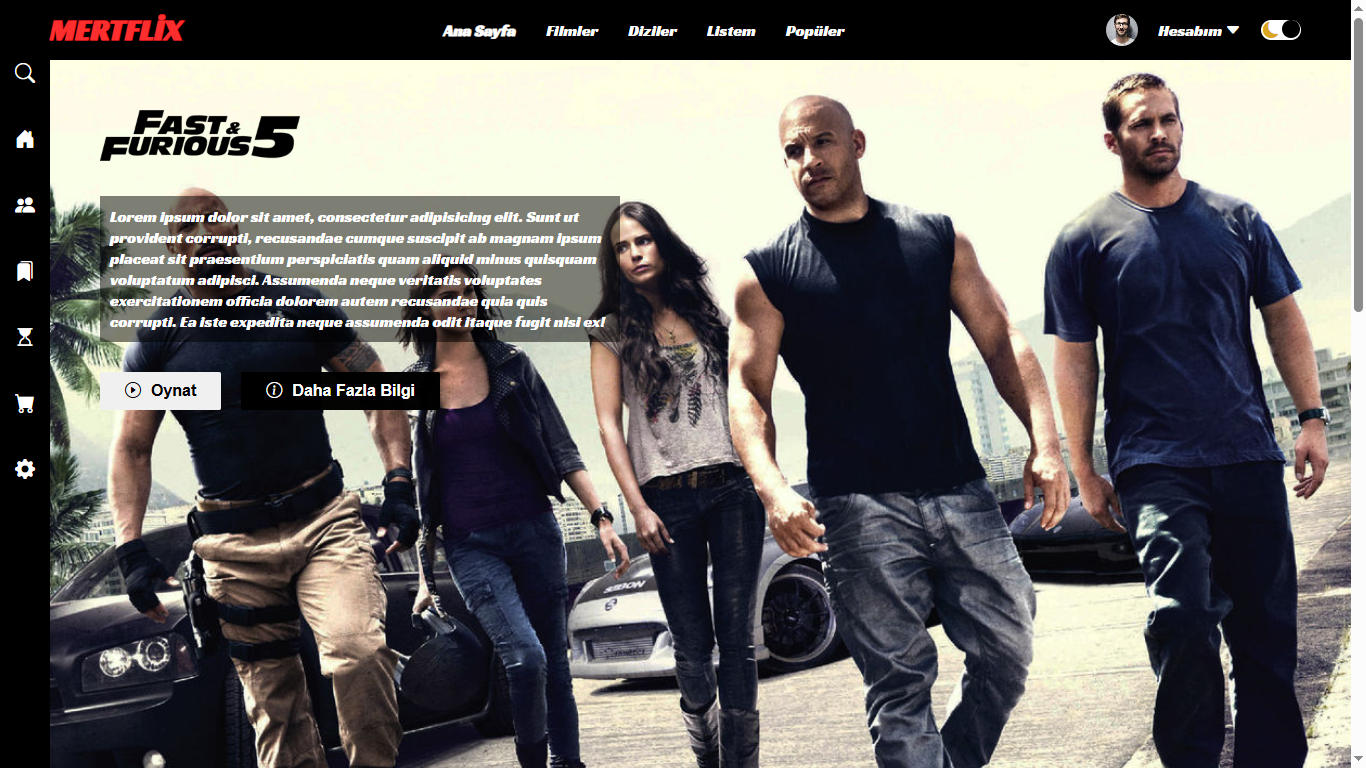 MERTFLİX
Ana Sayfa Filmler Diziler Listem Popüler Hesabım
FAST &
FURIOUS 5
Lorem ipsum dolor sit amet, consectetur adipisicing elit. Sunt ut
provident corrupti, recusandae cumque suscipit ab magnam ipsum
placeat sit praesentium perspiciatis quam aliquid minus quisquam
voluptatum adipisci. Assumenda neque veritatis voluptates
exercitationem officia dolorem autem recusandae quia quis
corrupti. Ea iste expedita neque assumenda odit itaque fugit nisi ex!
Oynat Daha Fazla Bilgi
SEIBON